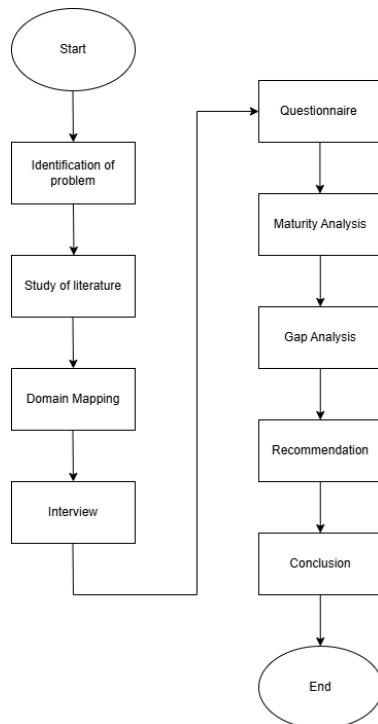 Start
Identification of
problem
Study of literature
Domain Mapping
Interview
Questionnaire
Maturity Analysis
Gap Analysis
Recommendation
Conclusion
End